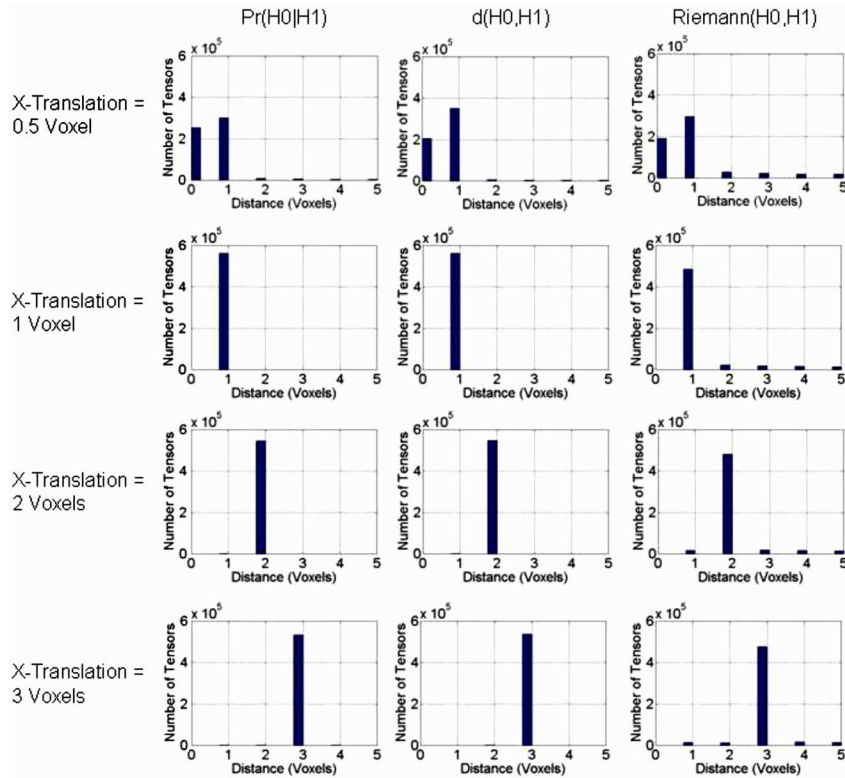 Pr(H0|H1) d(H0,H1) Riemann(H0,H1)
X-Translation =
0.5 Voxel
x 10^5 x 10^5 x 10^5
Number of Tensors Number of Tensors Number of Tensors
6 6 6
4 4 4
2 2 2
0 0 0
0 1 2 3 4 5 0 1 2 3 4 5 0 1 2 3 4 5
Distance (Voxels) Distance (Voxels) Distance (Voxels)
X-Translation =
1 Voxel
x 10^5 x 10^5 x 10^5
Number of Tensors Number of Tensors Number of Tensors
6 6 6
4 4 4
2 2 2
0 0 0
0 1 2 3 4 5 0 1 2 3 4 5 0 1 2 3 4 5
Distance (Voxels) Distance (Voxels) Distance (Voxels)
X-Translation =
2 Voxels
x 10^5 x 10^5 x 10^5
Number of Tensors Number of Tensors Number of Tensors
6 6 6
4 4 4
2 2 2
0 0 0
0 1 2 3 4 5 0 1 2 3 4 5 0 1 2 3 4 5
Distance (Voxels) Distance (Voxels) Distance (Voxels)
X-Translation =
3 Voxels
x 10^5 x 10^5 x 10^5
Number of Tensors Number of Tensors Number of Tensors
6 6 6
4 4 4
2 2 2
0 0 0
0 1 2 3 4 5 0 1 2 3 4 5 0 1 2 3 4 5
Distance (Voxels) Distance (Voxels) Distance (Voxels)